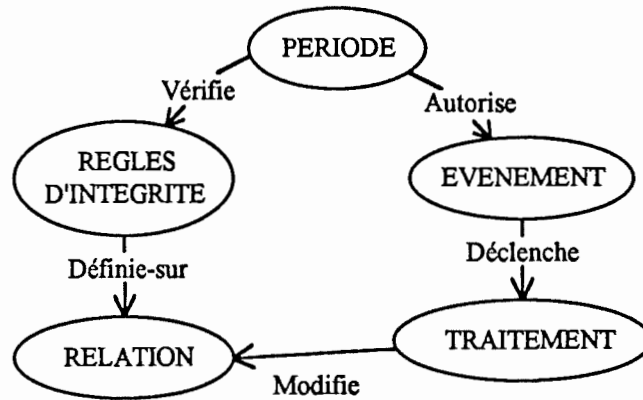 PERIODE
Vérifie
Autorise
REGLES
D'INTEGRITE
EVENEMENT
Définie-sur
Déclenche
RELATION
TRAITEMENT
Modifie